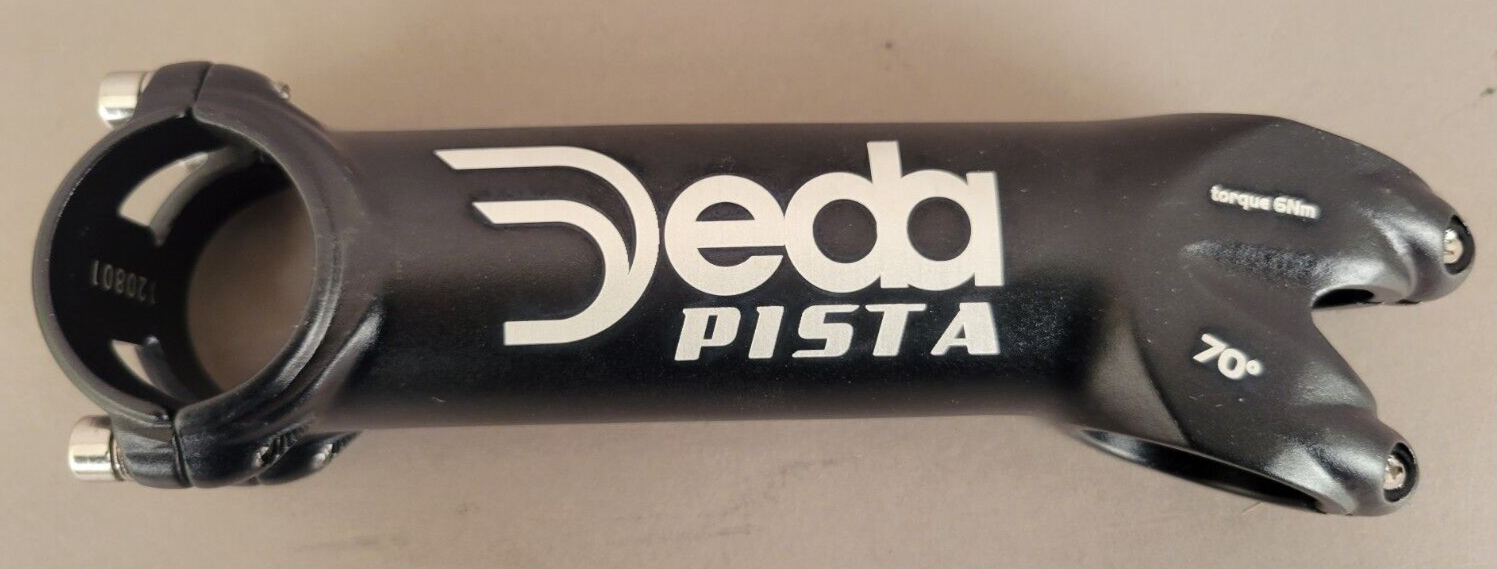 Deda
PISTA
torque 6Nm
70°
120801